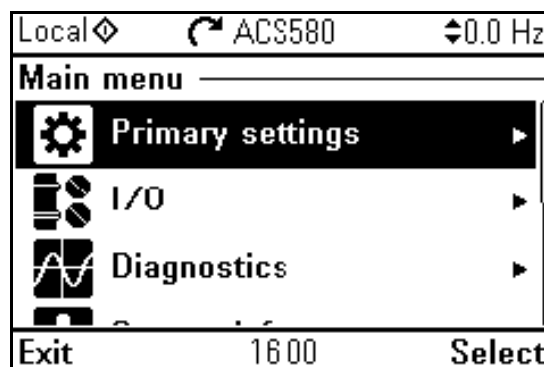 Local ACS580 0.0 Hz
Main menu
Primary settings
I/O
Diagnostics
Exit 16:00 Select